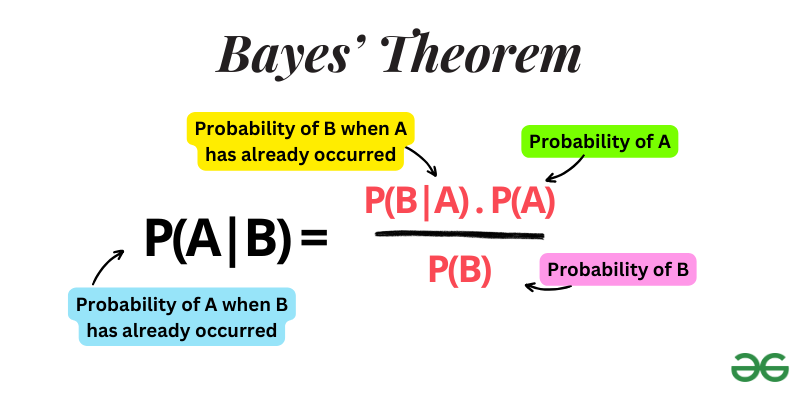 Bayes’ Theorem
Probability of B when A
has already occurred
Probability of A
P(B|A) . P(A)
P(A|B) =
P(B)
Probability of B
Probability of A when B
has already occurred